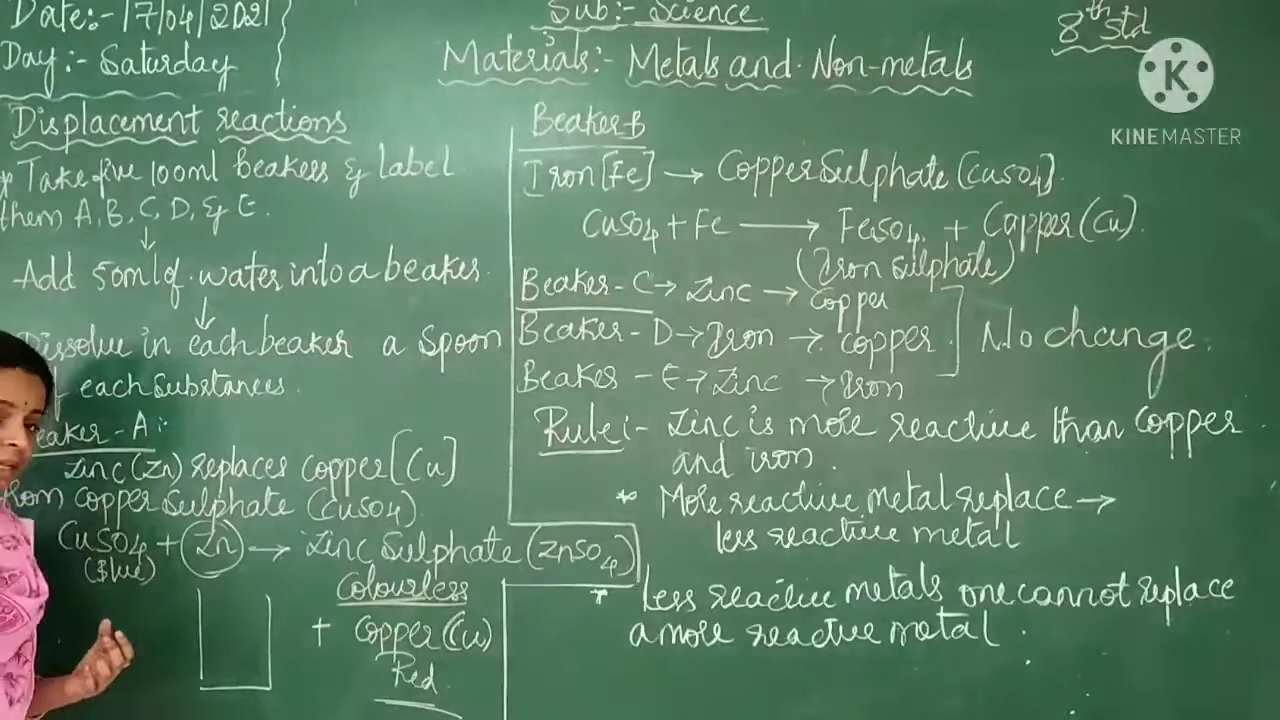 Date:- 17/04/2021
Day:- Saturday
Sub:- Science
Materials:- Metals and Non-metals
8th Std
KINEMASTER
Displacement reactions
* Take five 100ml beakers & label
them A, B, C, D, & E.
↓
Add 50ml of water into a beaker.
↓
Dissolve in each beaker a spoon
of each substances.
Beaker-A:-
Zinc (Zn) replaces copper [Cu]
from copper sulphate (CuSO4)
CuSO4 + Zn → Zinc Sulphate (ZnSO4)
(Blue)
Colourless
+ Copper (Cu)
Red
Beaker B
Iron [Fe] → Copper Sulphate [CuSO4].
CuSO4 + Fe → FeSO4 + Copper (Cu).
(Iron Sulphate)
Beaker-C → Zinc → Copper
Beaker-D → Iron → copper
Beaker-E → Zinc → Iron
No change.
Rule:- Zinc is more reactive than copper
and iron.
* More reactive metal replace →
less reactive metal
* Less reactive metals one cannot replace
a more reactive metal.